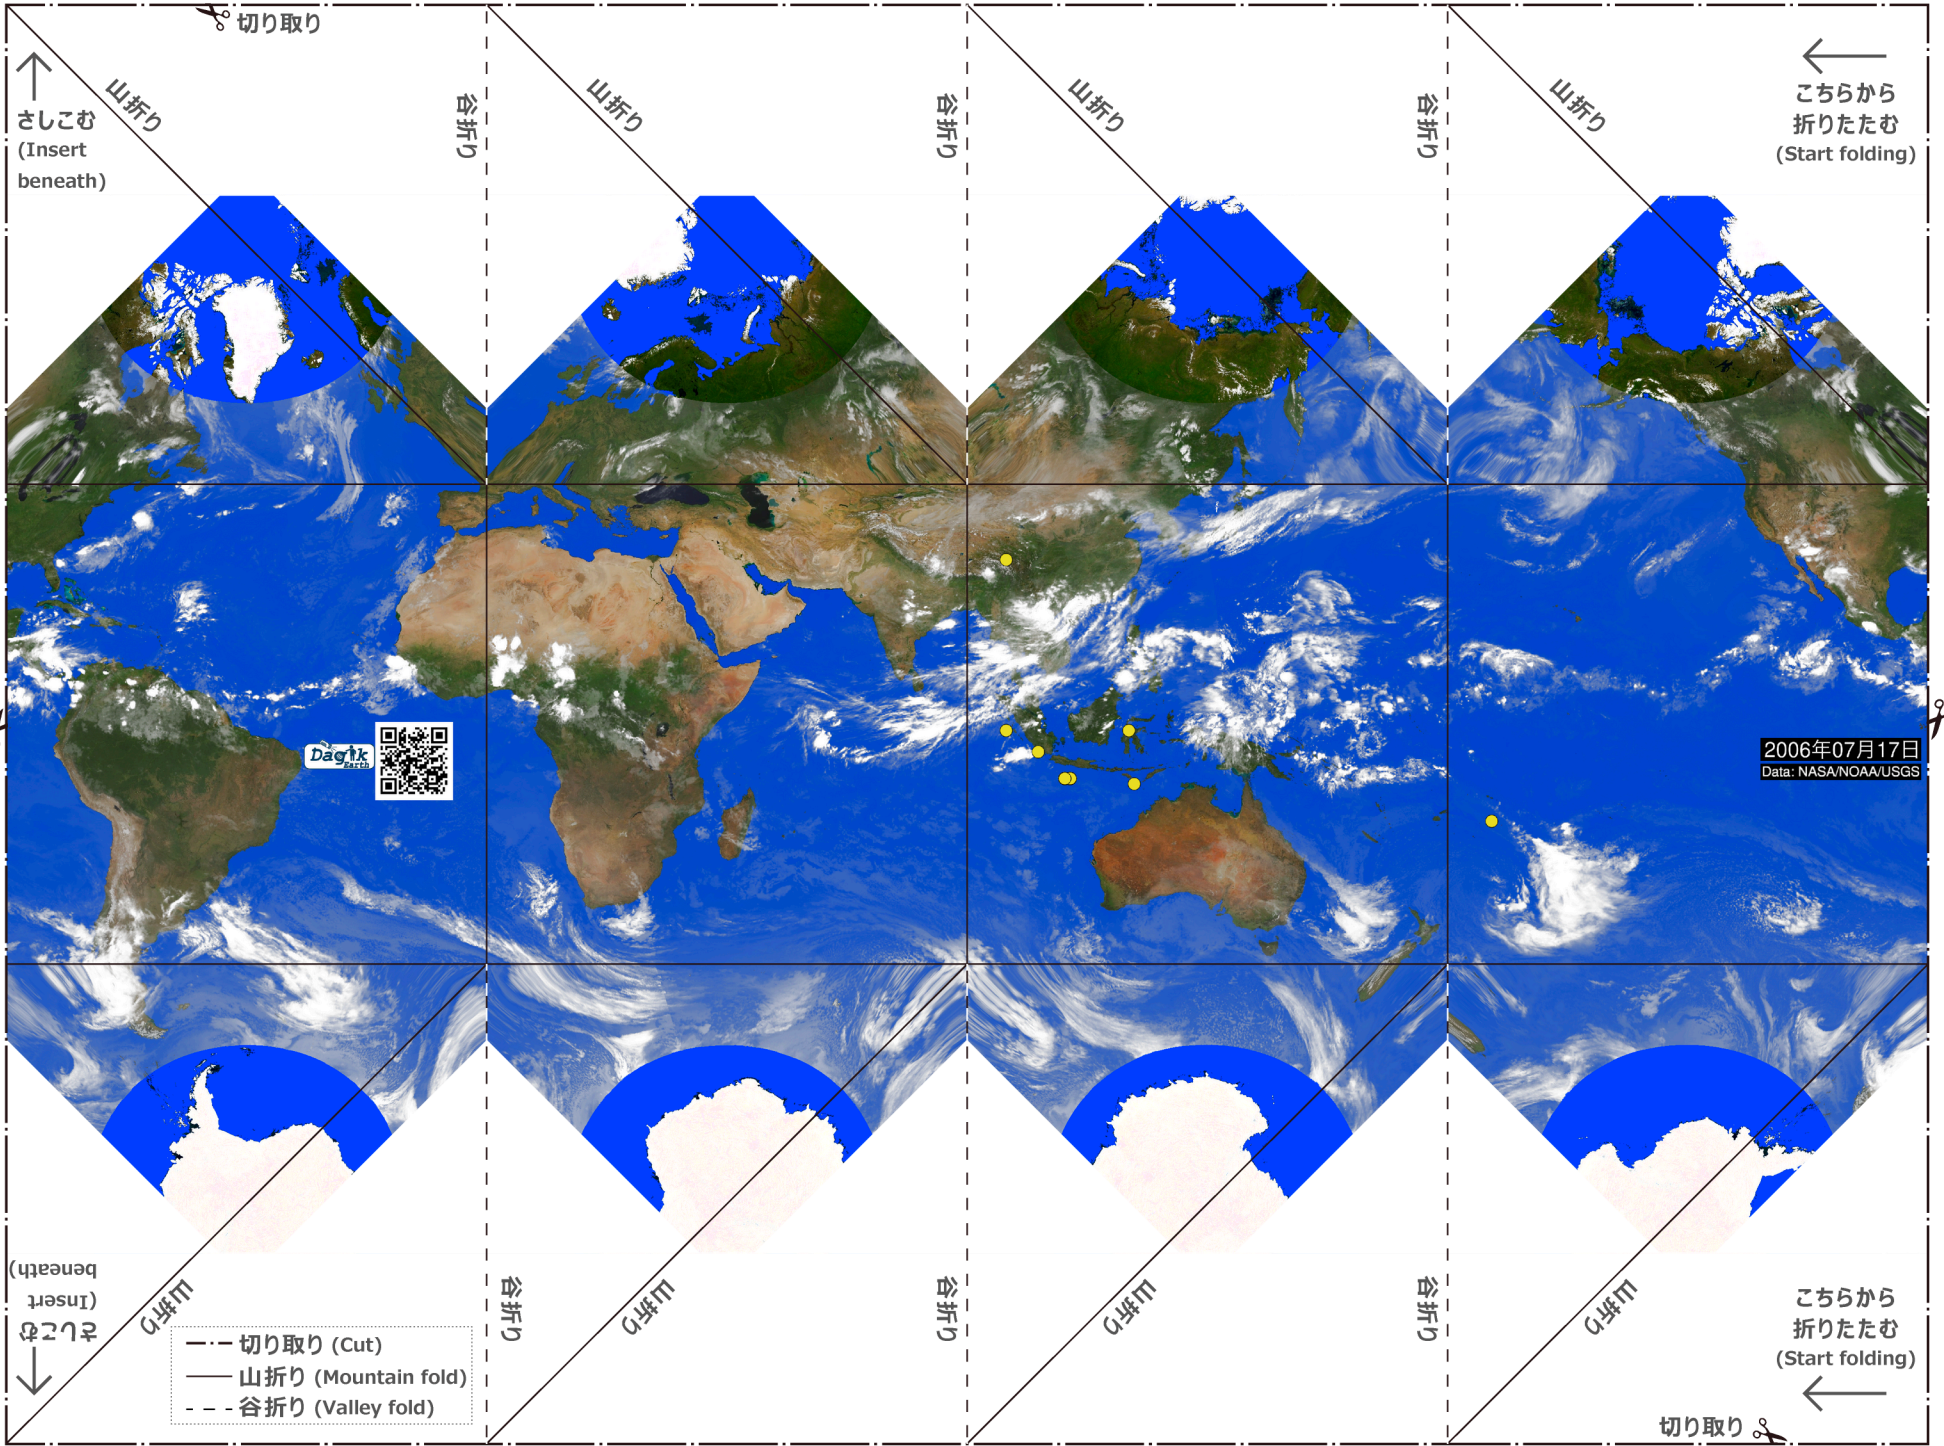 切り取り
山折り
谷折り
山折り
谷折り
山折り
谷折り
山折り
さしこむ
(Insert
beneath)
こちらから
折りたたむ
(Start folding)
Dagik
Earth
2006年07月17日
Data: NASA/NOAA/USGS
さしこむ
(Insert
beneath)
山折り
谷折り
山折り
谷折り
山折り
谷折り
山折り
こちらから
折りたたむ
(Start folding)
切り取り (Cut)
山折り (Mountain fold)
谷折り (Valley fold)
切り取り